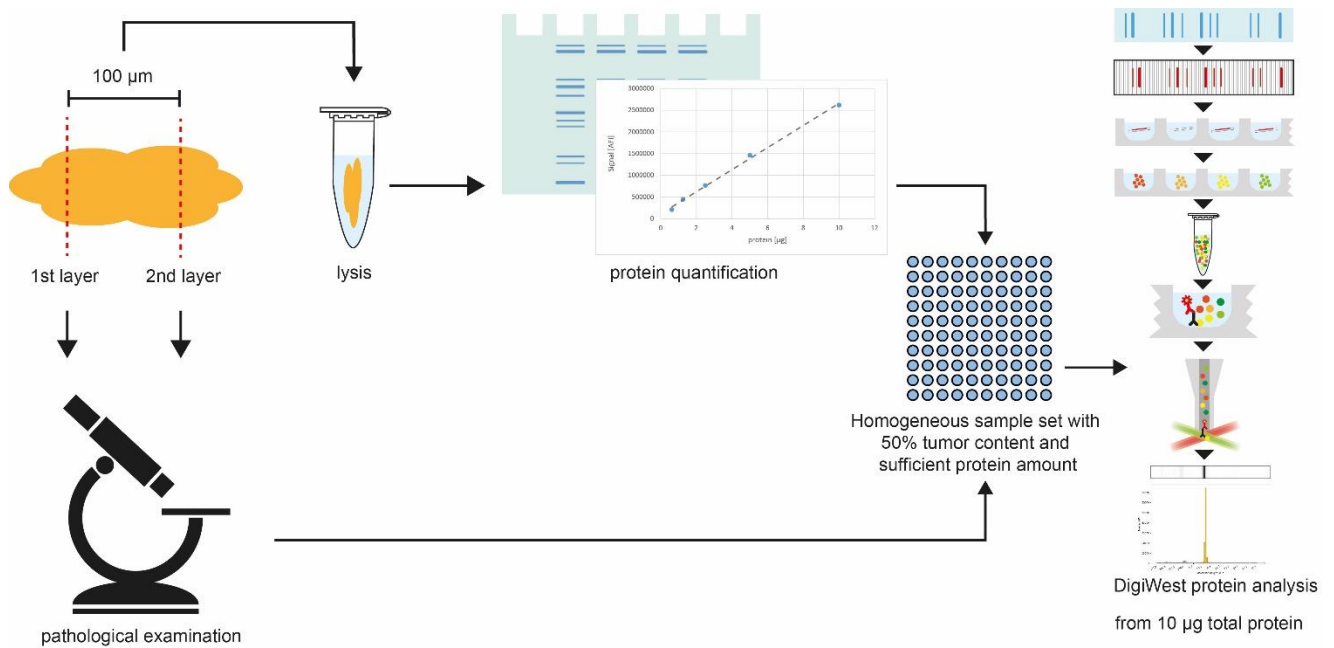 100 µm
1st layer
2nd layer
lysis
Signal [AFI]
3000000
2500000
2000000
1500000
1000000
500000
0
0
2
4
6
8
10
12
protein [µg]
protein quantification
pathological examination
Homogeneous sample set with
50% tumor content and
sufficient protein amount
DigiWest protein analysis
from 10 µg total protein